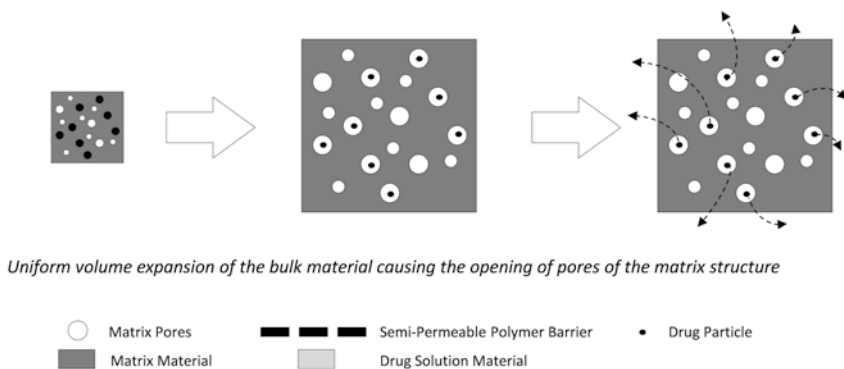 Uniform volume expansion of the bulk material causing the opening of pores of the matrix structure
Matrix Pores
Semi-Permeable Polymer Barrier
Drug Particle
Matrix Material
Drug Solution Material